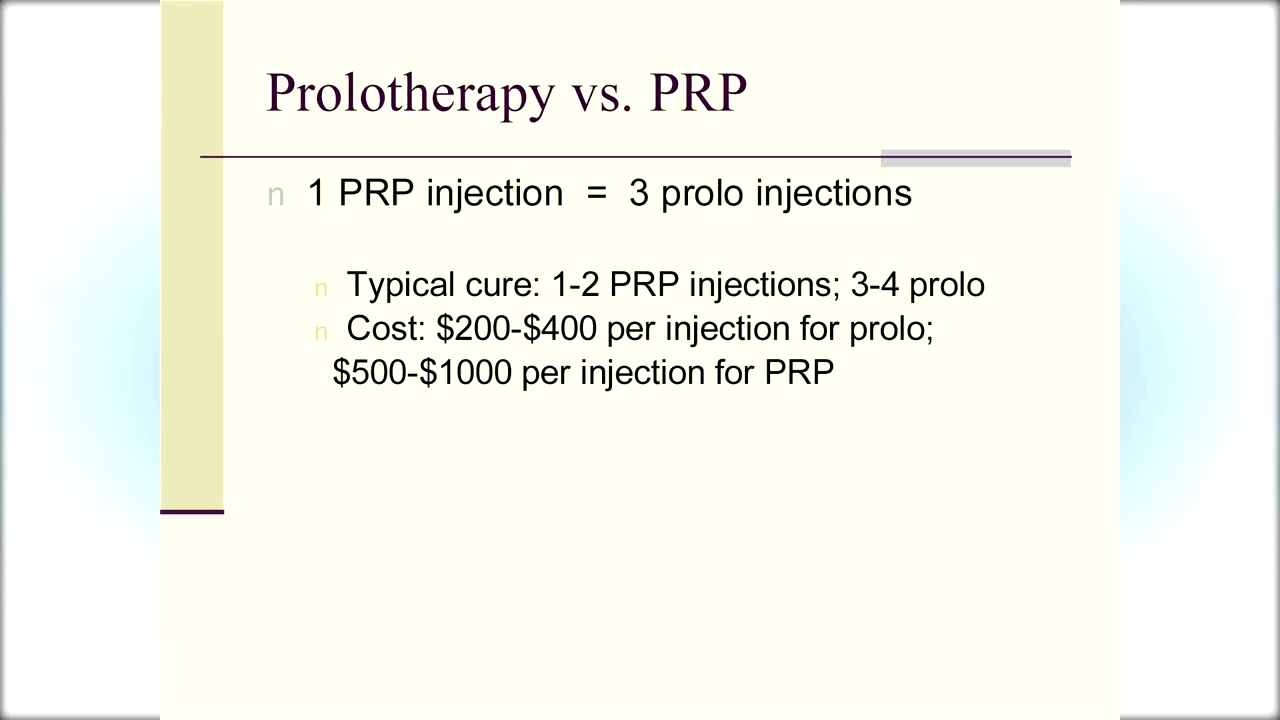 Prolotherapy vs. PRP
n 1 PRP injection = 3 prolo injections
n Typical cure: 1-2 PRP injections; 3-4 prolo
n Cost: $200-$400 per injection for prolo;
$500-$1000 per injection for PRP